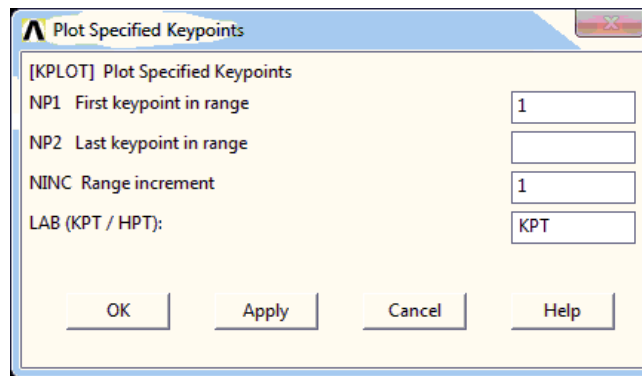 Plot Specified Keypoints
[KPLOT] Plot Specified Keypoints
NP1 First keypoint in range 1
NP2 Last keypoint in range
NINC Range increment 1
LAB (KPT / HPT): KPT
OK Apply Cancel Help